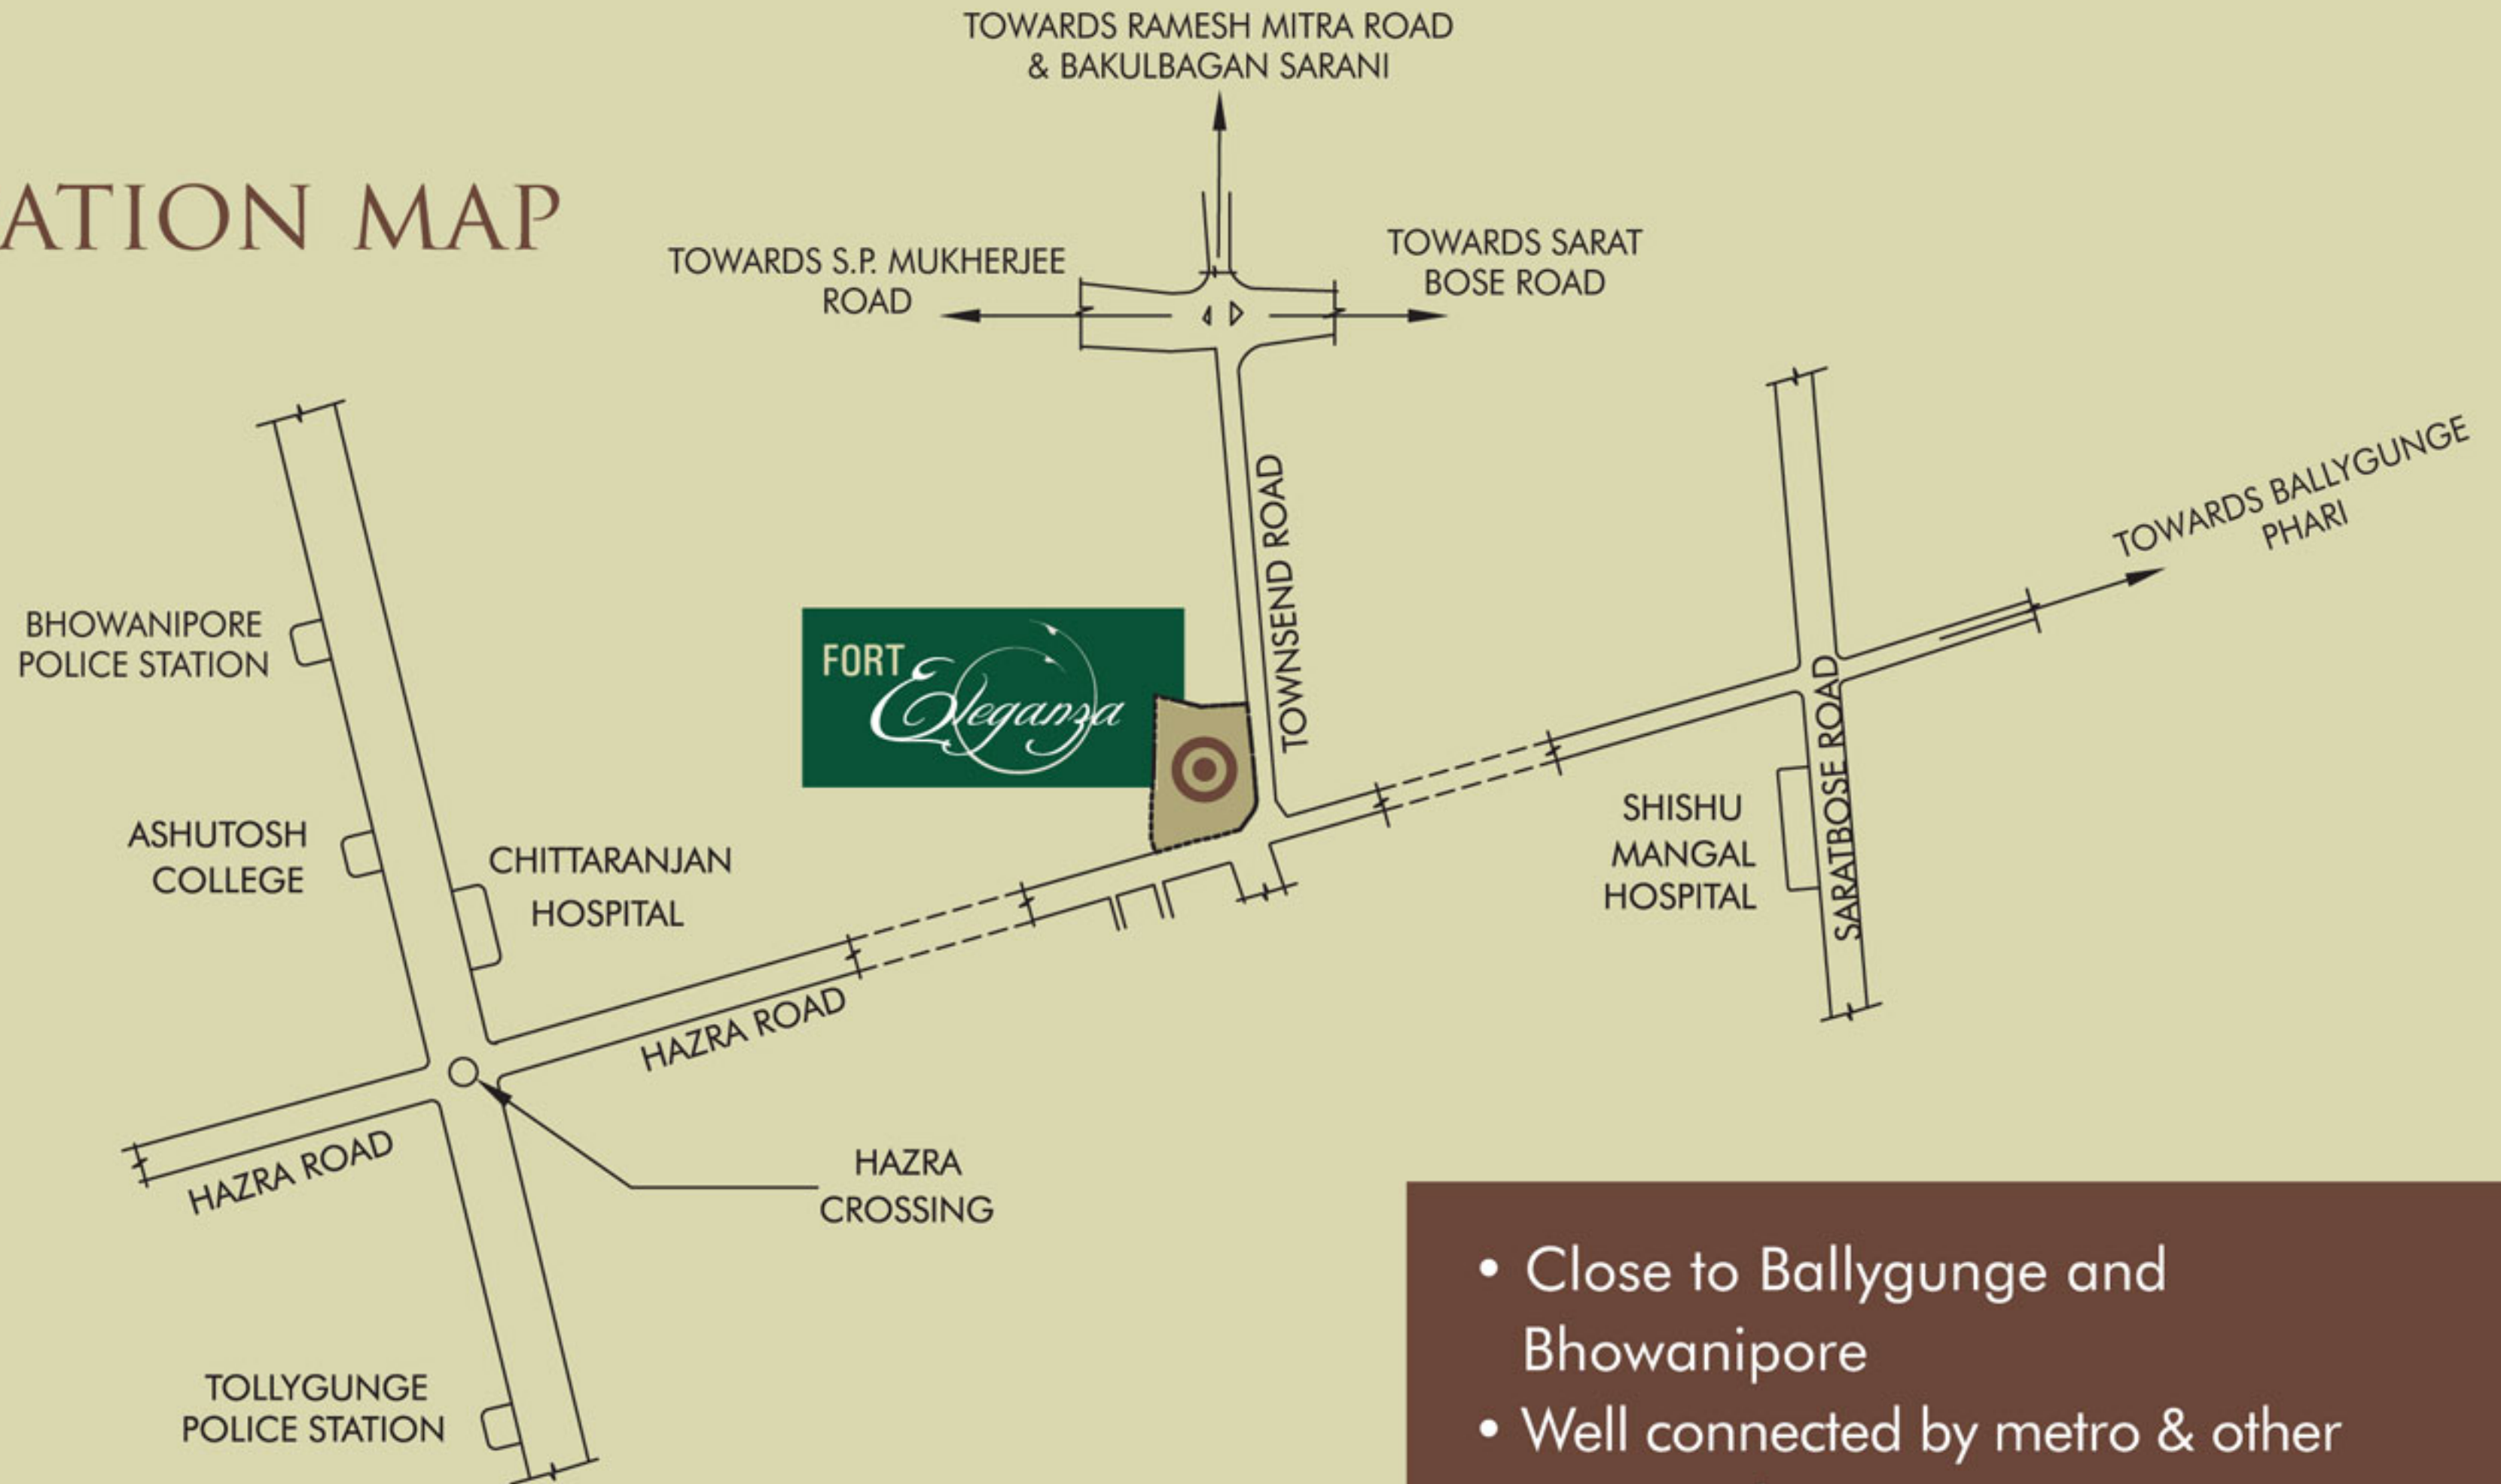 TOWARDS RAMESH MITRA ROAD
& BAKULBAGAN SARANI
ATION MAP
TOWARDS S.P. MUKHERJEE
ROAD
TOWARDS SARAT
BOSE ROAD
TOWARDS BALLYGUNGE
PHARI
TOWNSEND ROAD
BHOWANIPORE
POLICE STATION
FORT
Eleganza
ASHUTOSH
COLLEGE
CHITTARANJAN
HOSPITAL
SHISHU
MANGAL
HOSPITAL
SARATBOSE ROAD
HAZRA ROAD
HAZRA ROAD
HAZRA
CROSSING
TOLLYGUNGE
POLICE STATION
• Close to Ballygunge and
Bhowanipore
• Well connected by metro & other